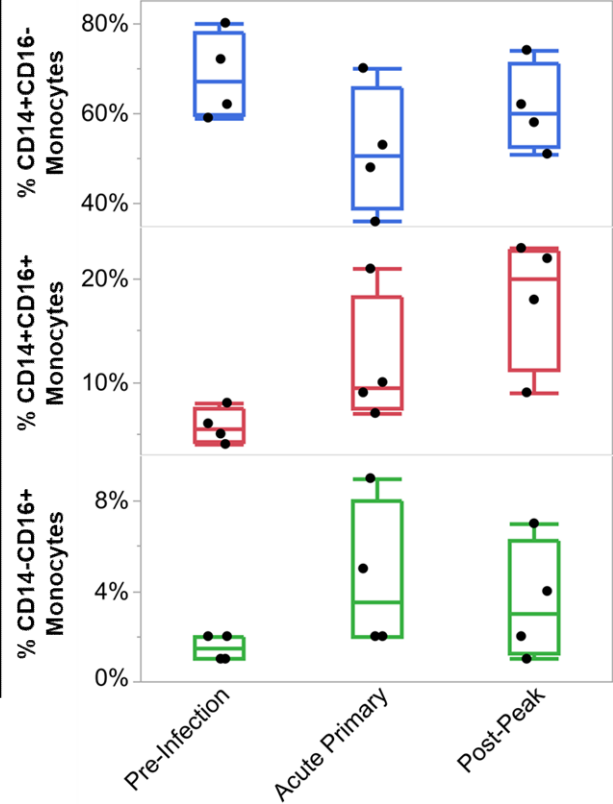 % CD14+CD16-
Monocytes
80%
60%
40%
% CD14+CD16+
Monocytes
20%
10%
% CD14-CD16+
Monocytes
8%
4%
0%
Pre-Infection
Acute Primary
Post-Peak